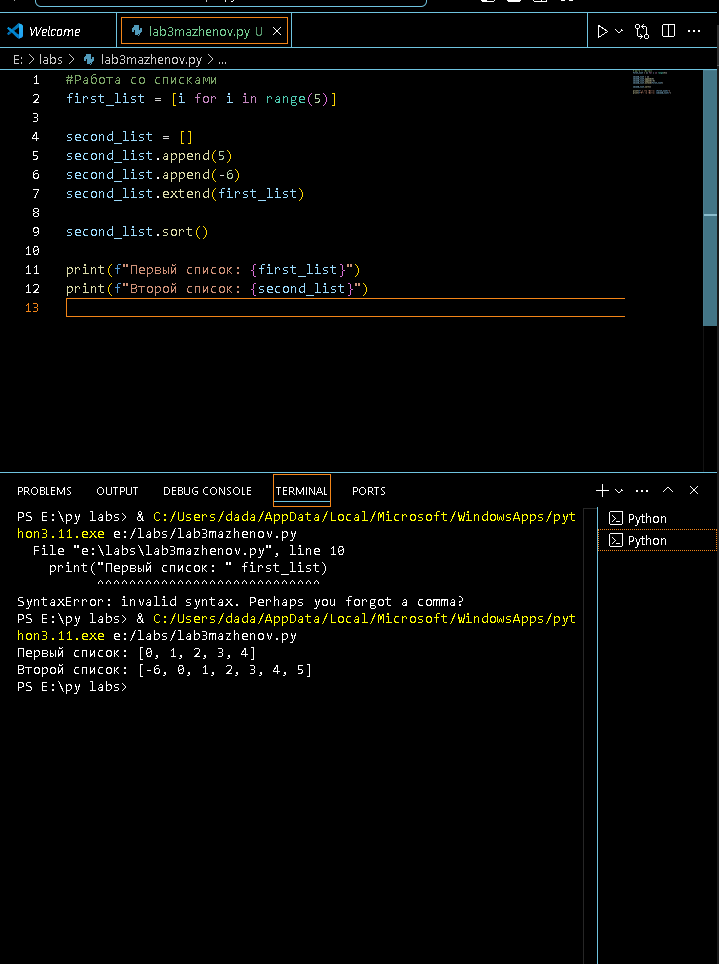 Welcome
lab3mazhenov.py U
E: > labs > lab3mazhenov.py > ...
1 #Работа со списками
2 first_list = [i for i in range(5)]
3
4 second_list = []
5 second_list.append(5)
6 second_list.append(-6)
7 second_list.extend(first_list)
8
9 second_list.sort()
10
11 print(f"Первый список: {first_list}")
12 print(f"Второй список: {second_list}")
13
PROBLEMS OUTPUT DEBUG CONSOLE TERMINAL PORTS
PS E:\py labs> & C:/Users/dada/AppData/Local/Microsoft/WindowsApps/pyt
hon3.11.exe e:/labs/lab3mazhenov.py
File "e:\labs\lab3mazhenov.py", line 10
print("Первый список: " first_list)
^^^^^^^^^^^^^^^^^^^^^^^^^^^^
SyntaxError: invalid syntax. Perhaps you forgot a comma?
PS E:\py labs> & C:/Users/dada/AppData/Local/Microsoft/WindowsApps/pyt
hon3.11.exe e:/labs/lab3mazhenov.py
Первый список: [0, 1, 2, 3, 4]
Второй список: [-6, 0, 1, 2, 3, 4, 5]
PS E:\py labs>
Python
Python